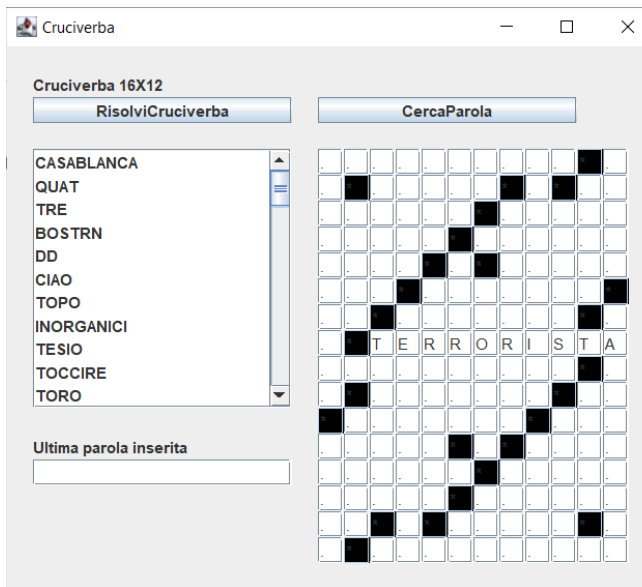 Cruciverba
Cruciverba 16X12
RisolviCruciverba
CercaParola
CASABLANCA
QUAT
TRE
BOSTRN
DD
CIAO
TOPO
INORGANICI
TESIO
TOCCIRE
TORO
Ultima parola inserita
T E R R O R I S T A